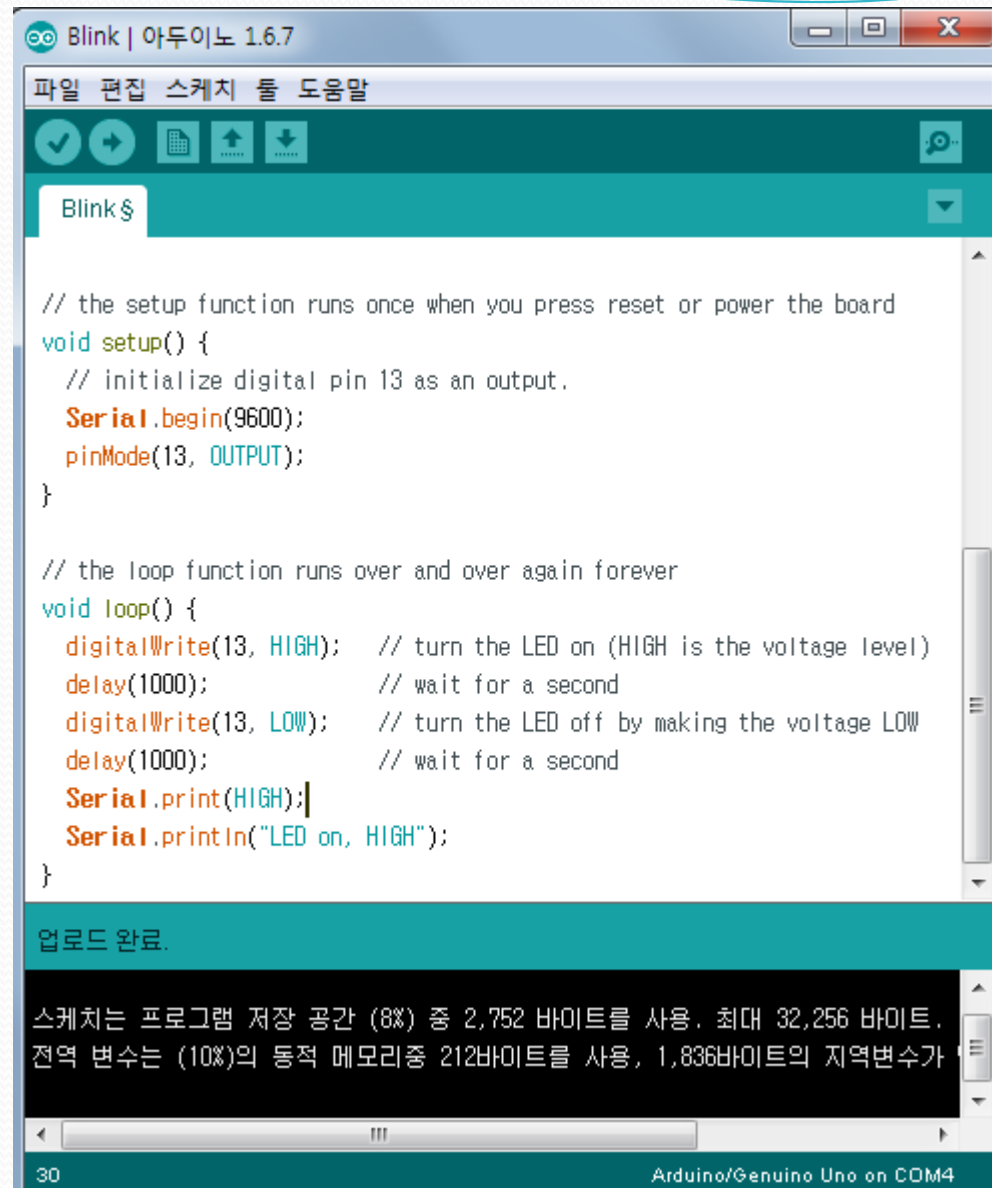 Blink | 아두이노 1.6.7
파일 편집 스케치 툴 도움말
Blink §
// the setup function runs once when you press reset or power the board
void setup() {
  // initialize digital pin 13 as an output.
  Serial.begin(9600);
  pinMode(13, OUTPUT);
}
// the loop function runs over and over again forever
void loop() {
  digitalWrite(13, HIGH);   // turn the LED on (HIGH is the voltage level)
  delay(1000);              // wait for a second
  digitalWrite(13, LOW);    // turn the LED off by making the voltage LOW
  delay(1000);              // wait for a second
  Serial.print(HIGH);
  Serial.println("LED on, HIGH");
}
업로드 완료.
스케치는 프로그램 저장 공간 (8%) 중 2,752 바이트를 사용. 최대 32,256 바이트.
전역 변수는 (10%)의 동적 메모리중 212바이트를 사용, 1,836바이트의 지역변수가
30
Arduino/Genuino Uno on COM4